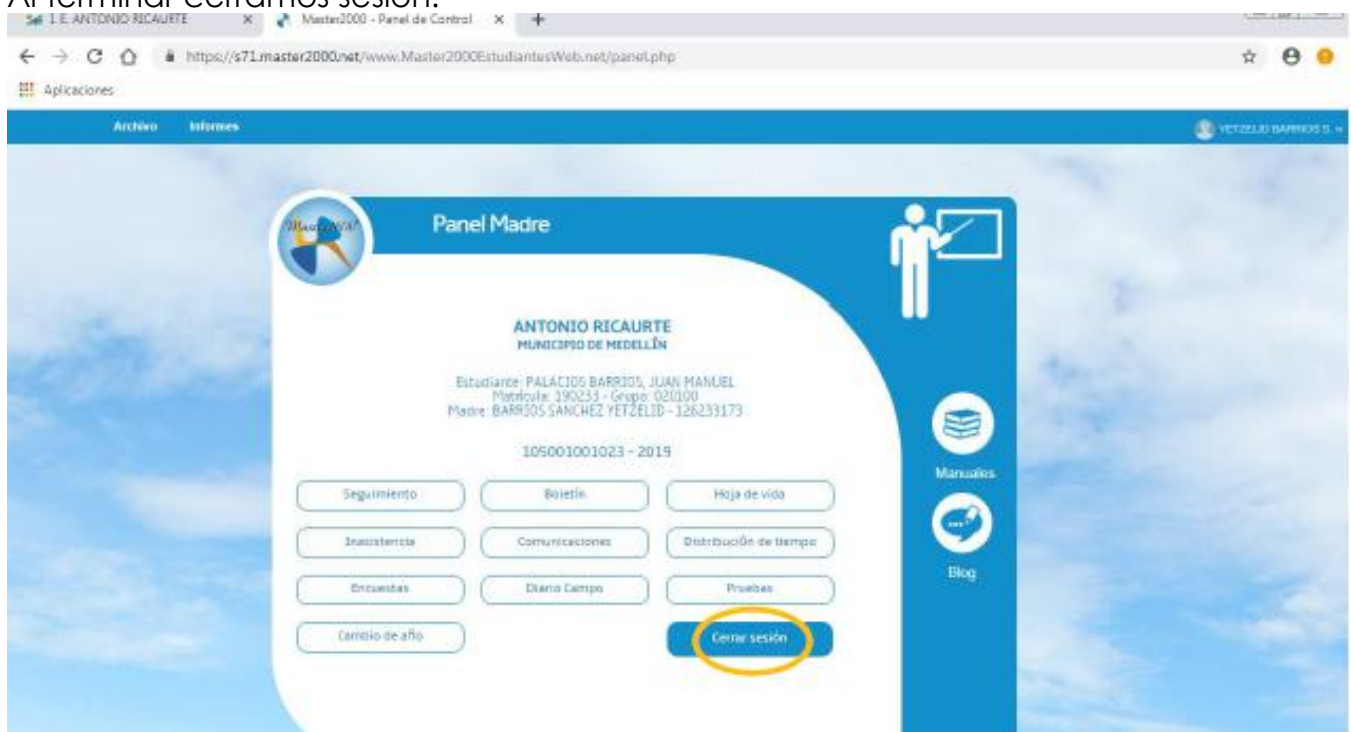 Al terminar cerramos sesión.
I. E. ANTONIO RICAURTE
Master2000 - Panel de Control
https://s71.master2000.net/www.Master2000EstudiantesWeb.net/panel.php
Aplicaciones
Archivo Informes
YETZELID BARRIOS S.
Master2000
Panel Madre
ANTONIO RICAURTE
MUNICIPIO DE MEDELLÍN
Estudiante: PALACIOS BARRIOS, JUAN MANUEL
Matrícula: 190233 - Grupo: 020100
Madre: BARRIOS SANCHEZ YETZELID - 126233173
105001001023 - 2019
Seguimiento Boletín Hoja de vida
Inasistencia Comunicaciones Distribución de tiempo
Encuestas Diario Campo Pruebas
Cambio de año Cerrar sesión
Manuales
Blog